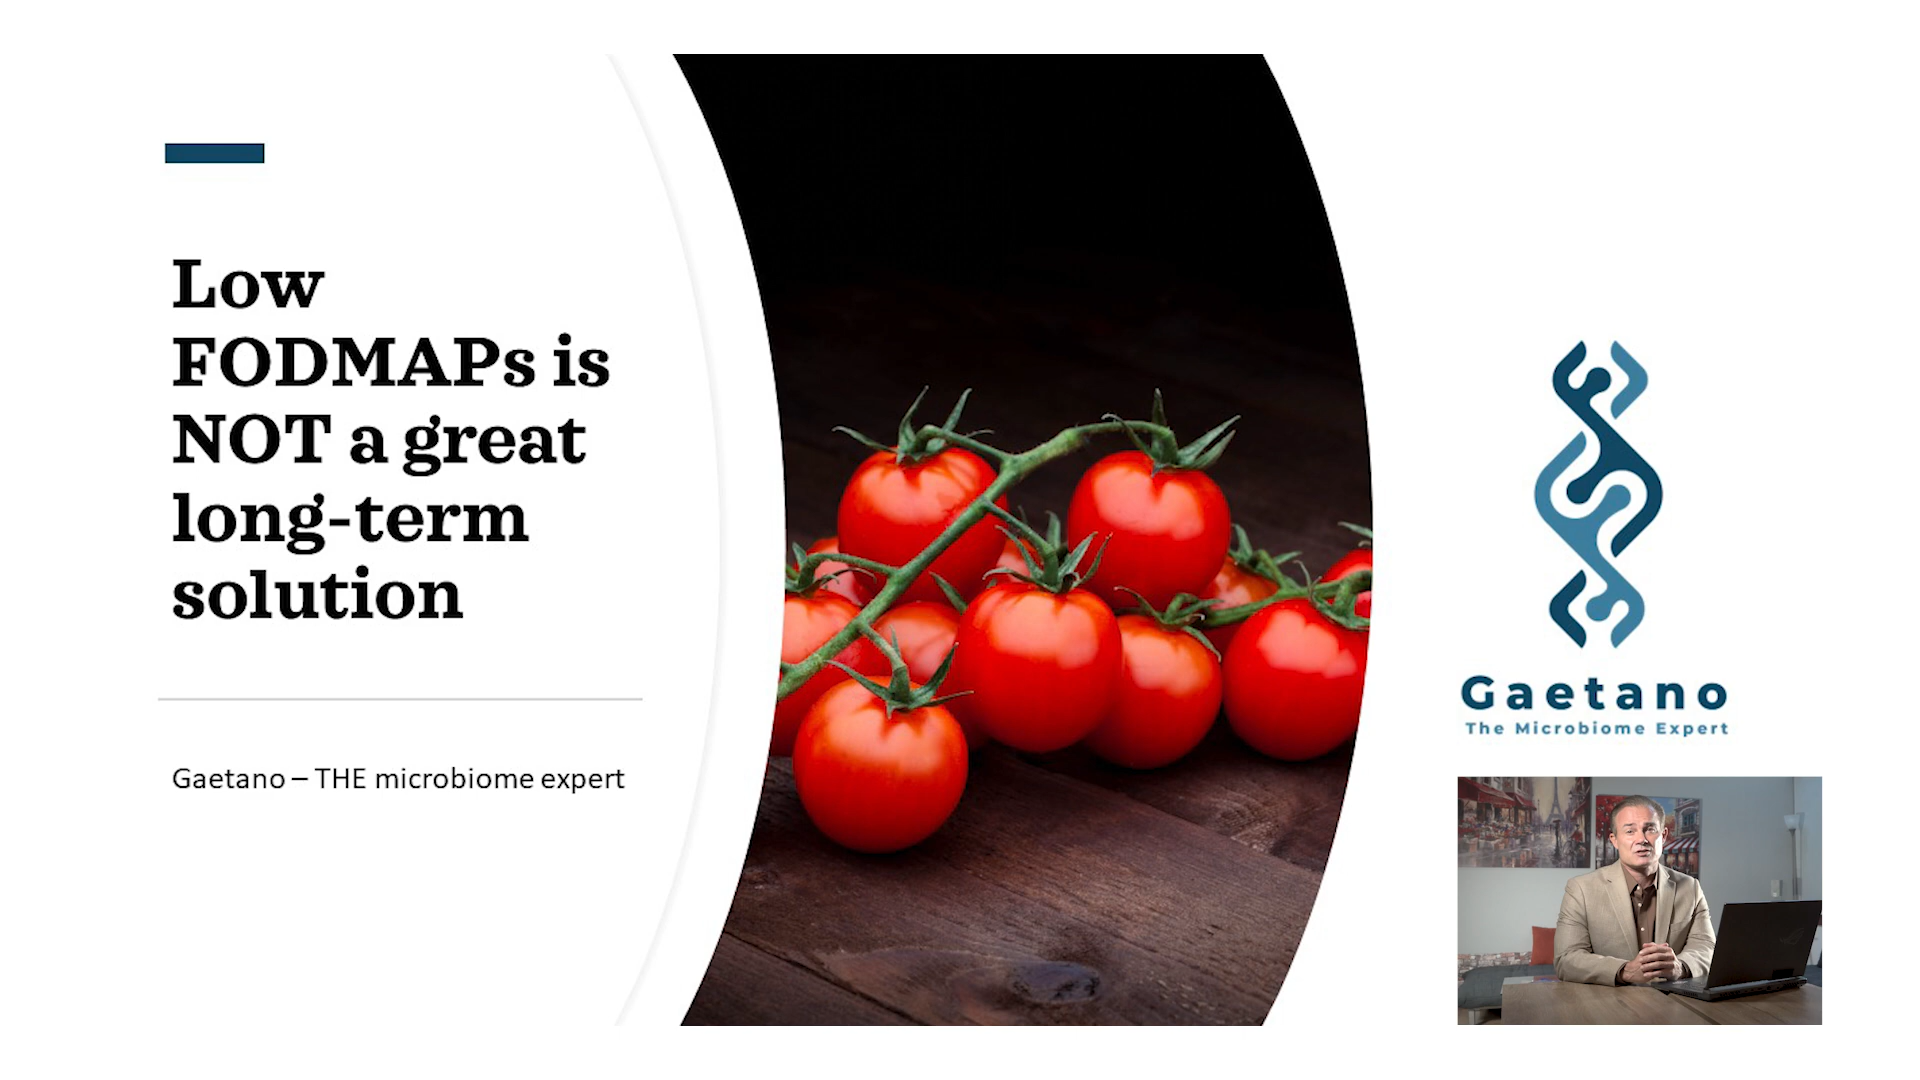 Low
FODMAPs is
NOT a great
long-term
solution
Gaetano – THE microbiome expert
Gaetano
The Microbiome Expert